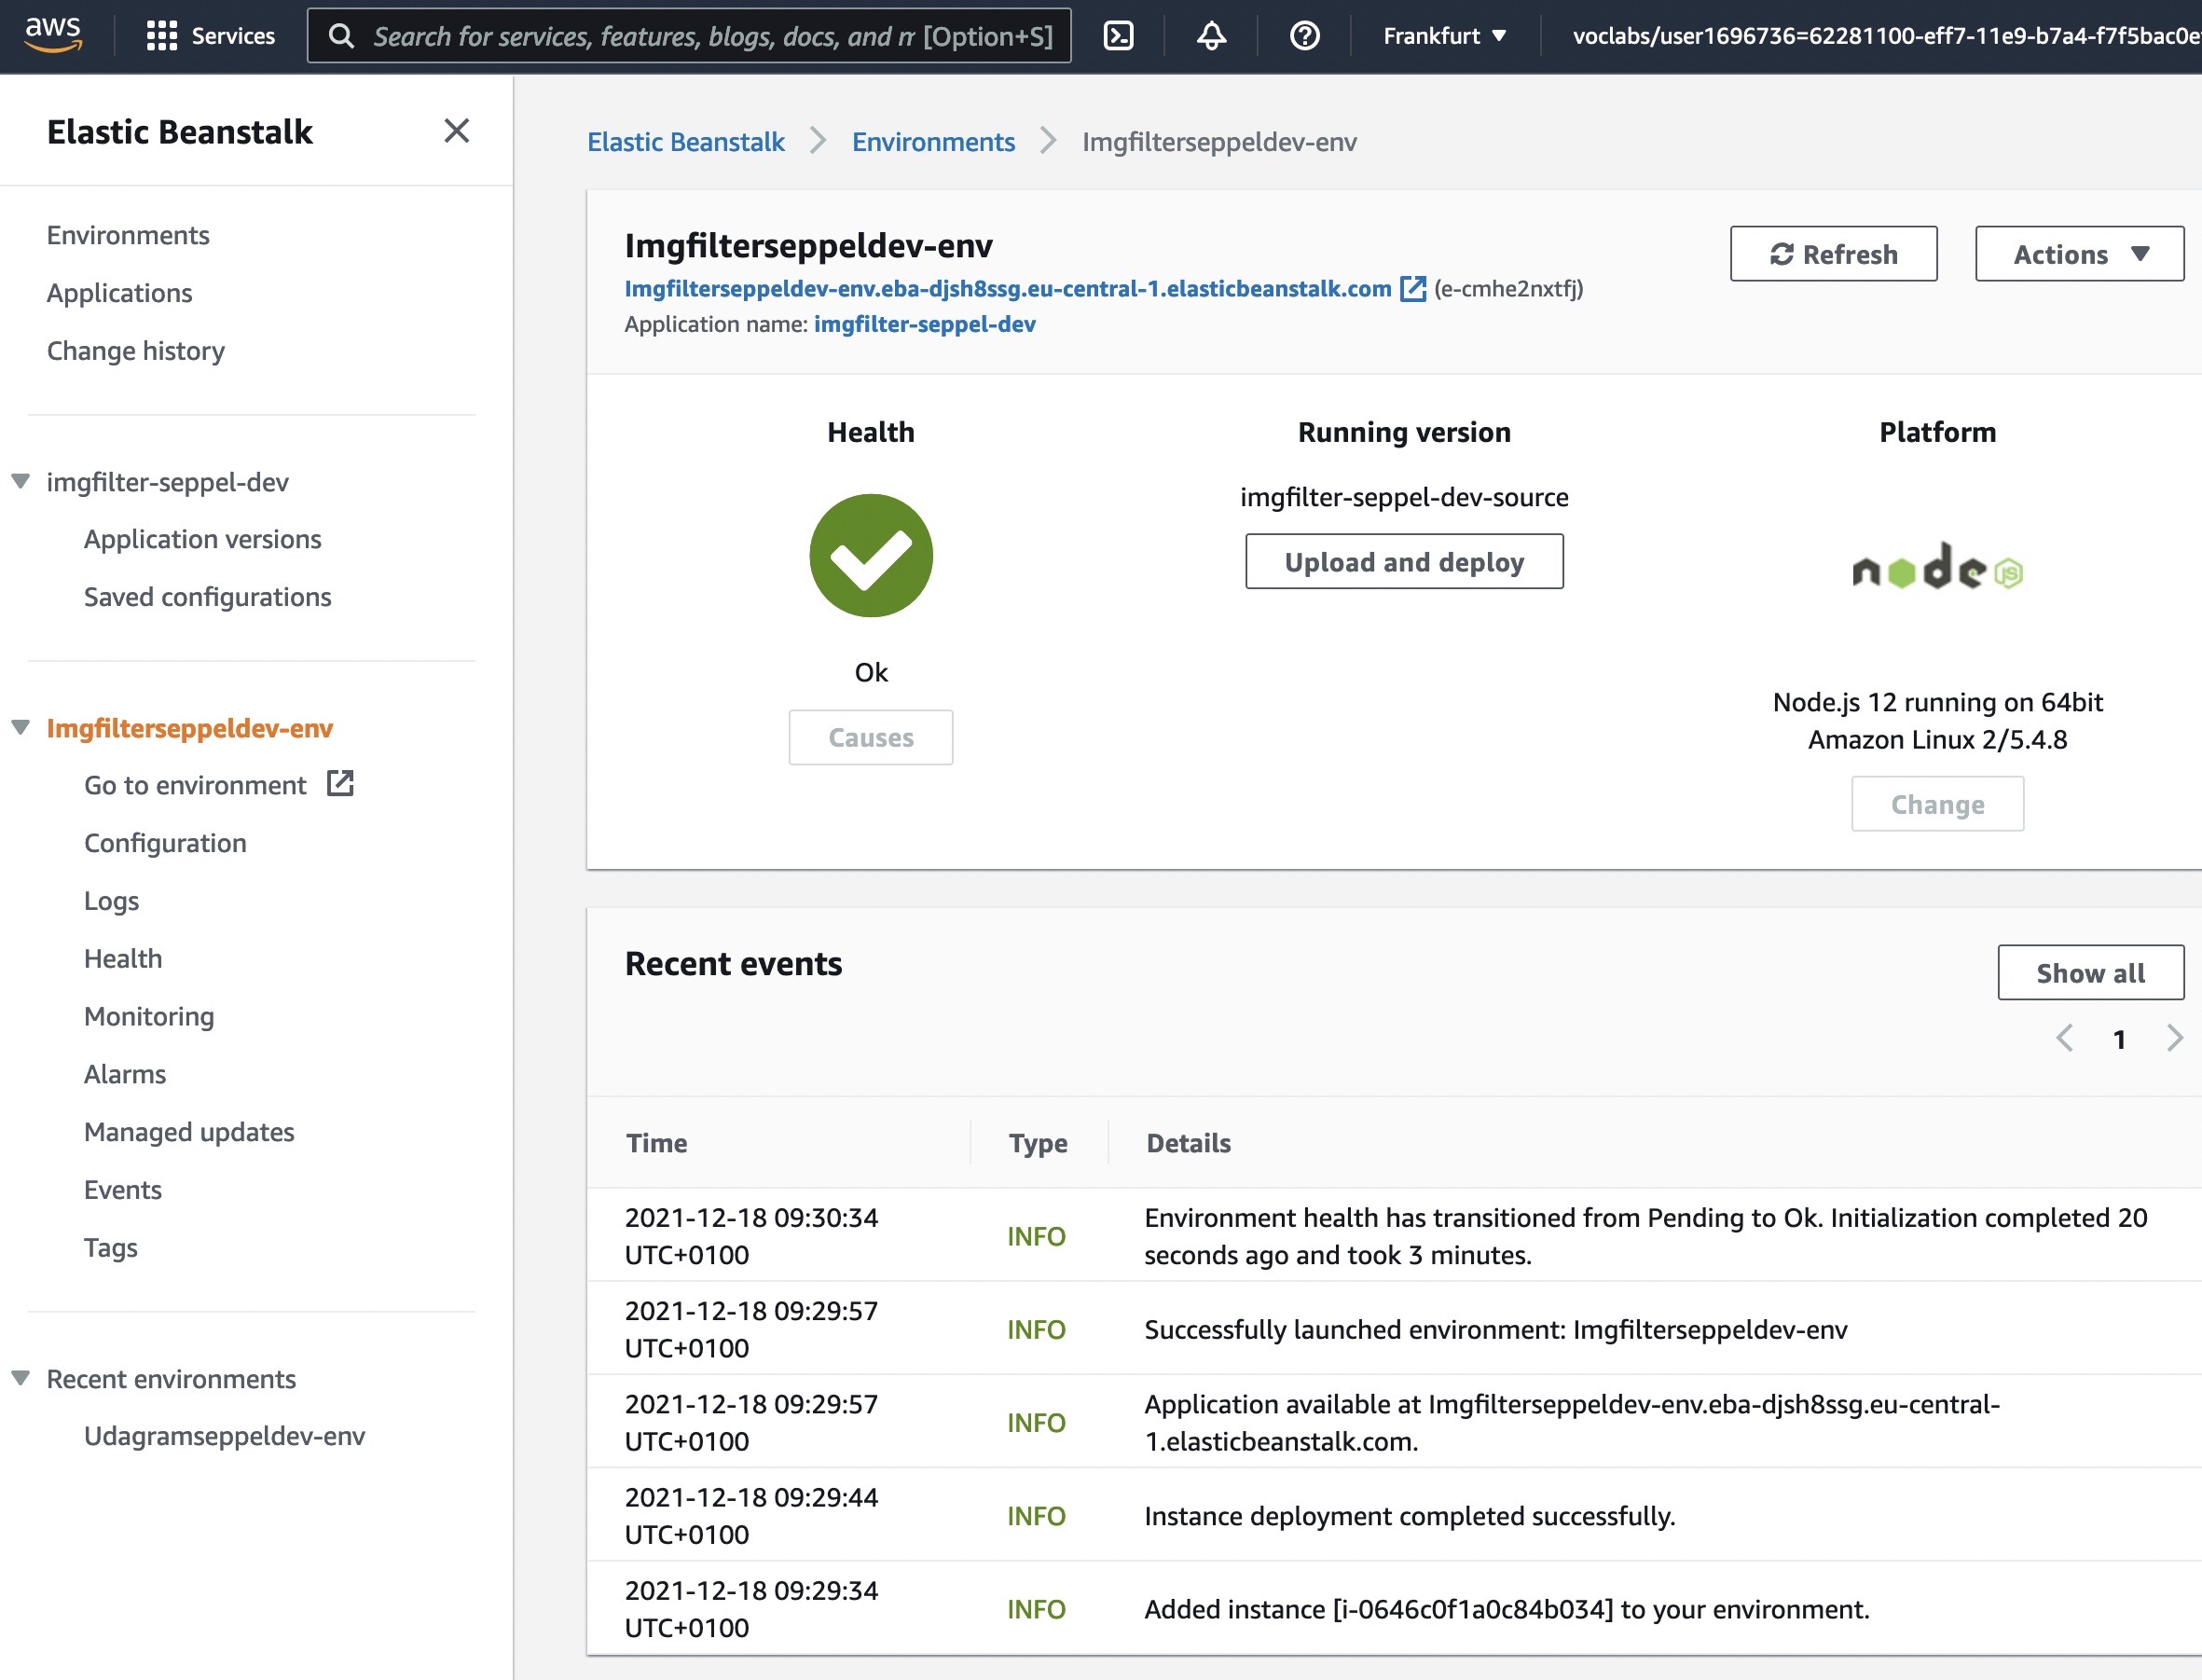 aws Services Search for services, features, blogs, docs, and m [Option+S] Frankfurt voclabs/user1696736=62281100-eff7-11e9-b7a4-f7f5bac0e
Elastic Beanstalk
Environments
Applications
Change history
imgfilter-seppel-dev
Application versions
Saved configurations
Imgfilterseppeldev-env
Go to environment
Configuration
Logs
Health
Monitoring
Alarms
Managed updates
Events
Tags
Recent environments
Udagramseppeldev-env
Elastic Beanstalk Environments Imgfilterseppeldev-env
Imgfilterseppeldev-env
Refresh Actions
Imgfilterseppeldev-env.eba-djsh8ssg.eu-central-1.elasticbeanstalk.com (e-cmhe2nxtfj)
Application name: imgfilter-seppel-dev
Health
Ok
Causes
Running version
imgfilter-seppel-dev-source
Upload and deploy
Platform
node JS
Node.js 12 running on 64bit
Amazon Linux 2/5.4.8
Change
Recent events
Show all
1
Time Type Details
2021-12-18 09:30:34
UTC+0100
INFO
Environment health has transitioned from Pending to Ok. Initialization completed 20
seconds ago and took 3 minutes.
2021-12-18 09:29:57
UTC+0100
INFO
Successfully launched environment: Imgfilterseppeldev-env
2021-12-18 09:29:57
UTC+0100
INFO
Application available at Imgfilterseppeldev-env.eba-djsh8ssg.eu-central-
1.elasticbeanstalk.com.
2021-12-18 09:29:44
UTC+0100
INFO
Instance deployment completed successfully.
2021-12-18 09:29:34
UTC+0100
INFO
Added instance [i-0646c0f1a0c84b034] to your environment.